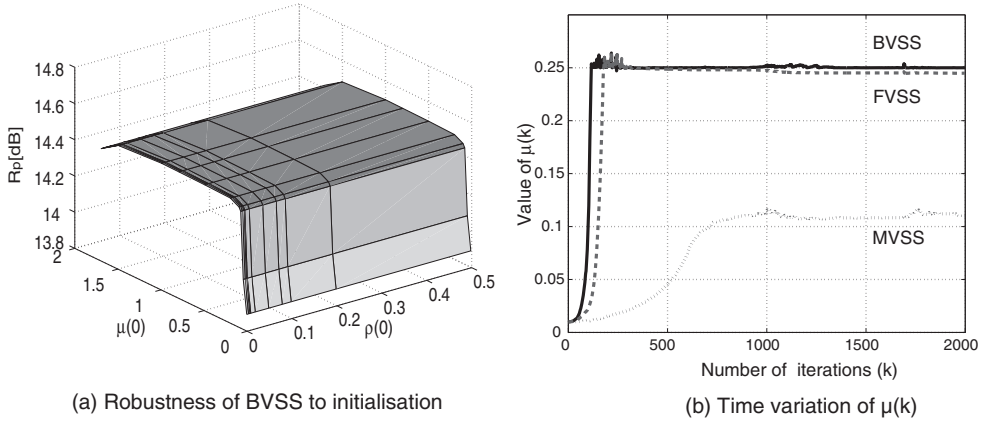 14.8
14.6
14.4
14.2
14
13.8
Rp[dB]
2
1.5
1
0.5
0
μ(0)
0
0.1
0.2
0.3
0.4
0.5
ρ(0)
(a) Robustness of BVSS to initialisation
0.25
0.2
0.15
0.1
0.05
0
Value of μ(k)
BVSS
FVSS
MVSS
0
500
1000
1500
2000
Number of iterations (k)
(b) Time variation of μ(k)